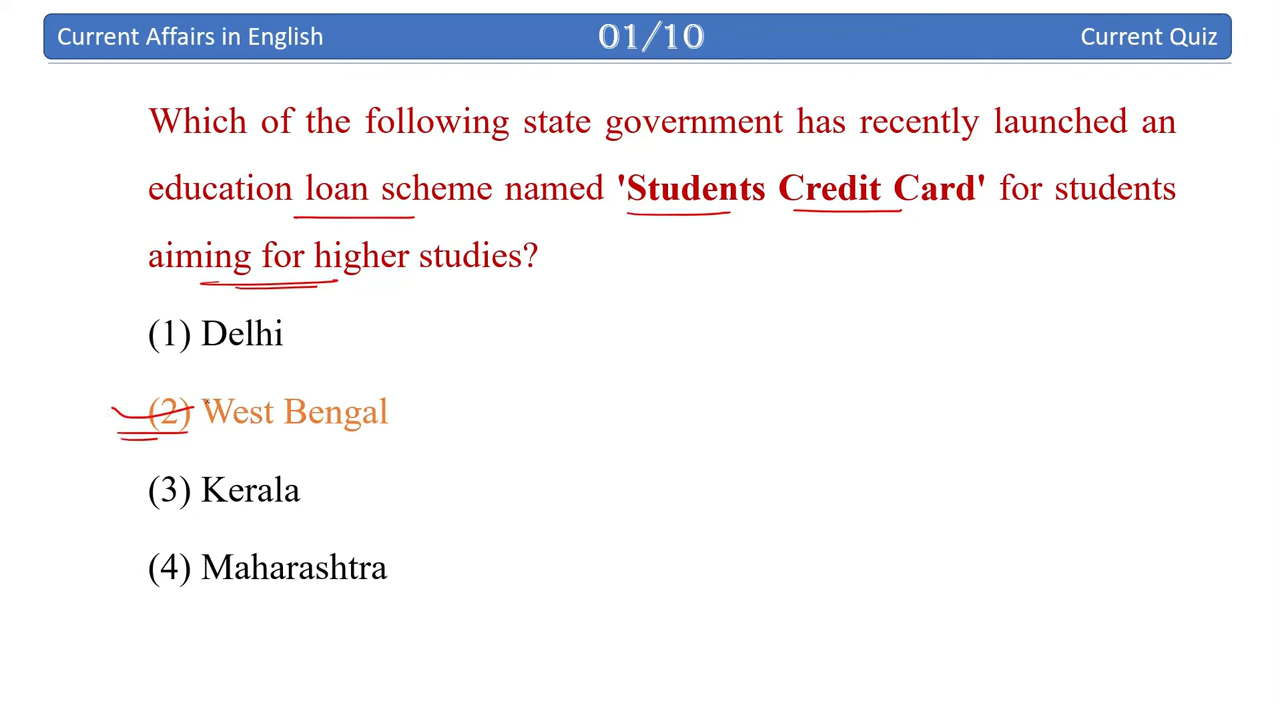 Current Affairs in English 01/10 Current Quiz
Which of the following state government has recently launched an
education loan scheme named 'Students Credit Card' for students
aiming for higher studies?
(1) Delhi
(2) West Bengal
(3) Kerala
(4) Maharashtra